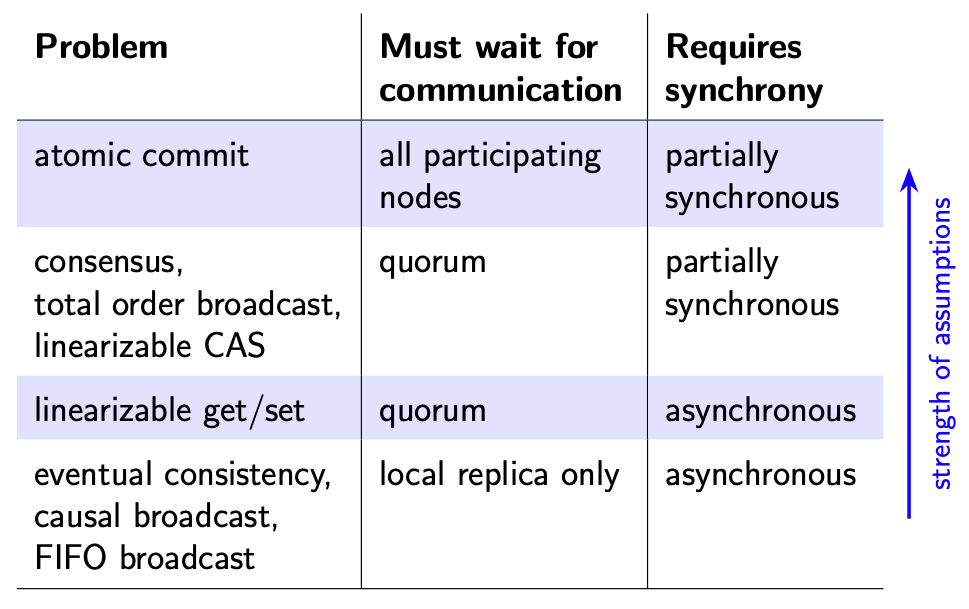 Problem
Must wait for
communication
Requires
synchrony
atomic commit
all participating
nodes
partially
synchronous
consensus,
total order broadcast,
linearizable CAS
quorum
partially
synchronous
linearizable get/set
quorum
asynchronous
eventual consistency,
causal broadcast,
FIFO broadcast
local replica only
asynchronous
strength of assumptions